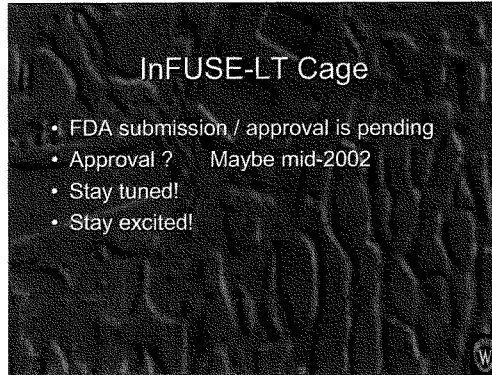 InFUSE-LT Cage
• FDA submission / approval is pending
• Approval ? Maybe mid-2002
• Stay tuned!
• Stay excited!
W